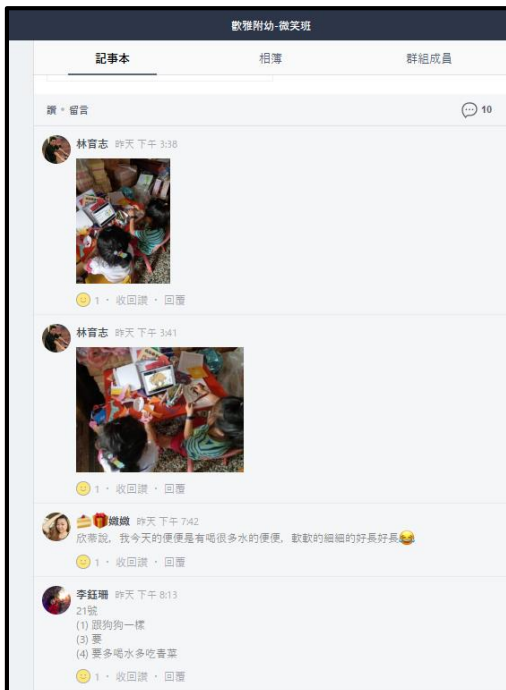 歡雅附幼-微笑班
記事本 相簿 群組成員
讚・留言 10
林育志 昨天 下午 3:38
1・收回讚・回覆
林育志 昨天 下午 3:41
1・收回讚・回覆
嬍嬍 昨天 下午 7:42
欣蒂說，我今天的便便是有喝很多水的便便，軟軟的細細的好長好長
1・收回讚・回覆
李鈺珊 昨天 下午 8:13
21號
(1) 跟狗狗一樣
(3) 要
(4) 要多喝水多吃青菜
1・收回讚・回覆